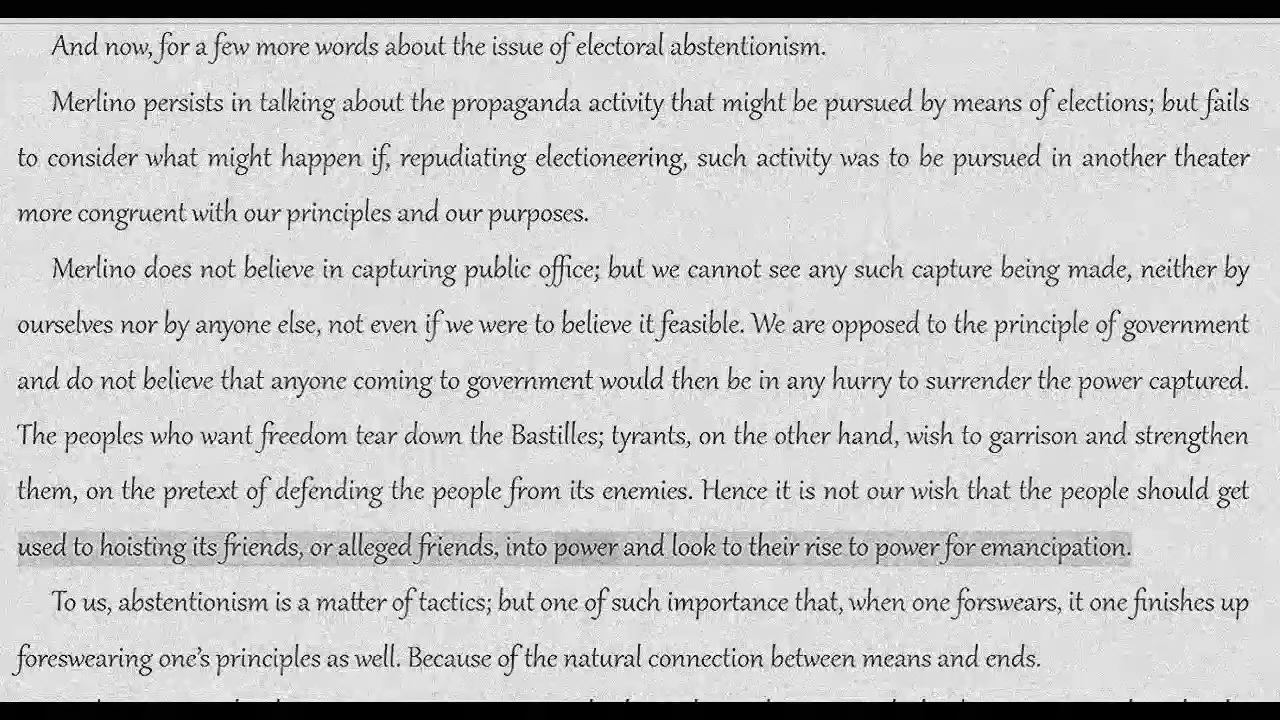 And now, for a few more words about the issue of electoral abstentionism.
Merlino persists in talking about the propaganda activity that might be pursued by means of elections; but fails
to consider what might happen if, repudiating electioneering, such activity was to be pursued in another theater
more congruent with our principles and our purposes.
Merlino does not believe in capturing public office; but we cannot see any such capture being made, neither by
ourselves nor by anyone else, not even if we were to believe it feasible. We are opposed to the principle of government
and do not believe that anyone coming to government would then be in any hurry to surrender the power captured.
The peoples who want freedom tear down the Bastilles; tyrants, on the other hand, wish to garrison and strengthen
them, on the pretext of defending the people from its enemies. Hence it is not our wish that the people should get
used to hoisting its friends, or alleged friends, into power and look to their rise to power for emancipation.
To us, abstentionism is a matter of tactics; but one of such importance that, when one forswears, it one finishes up
foreswearing one's principles as well. Because of the natural connection between means and ends.